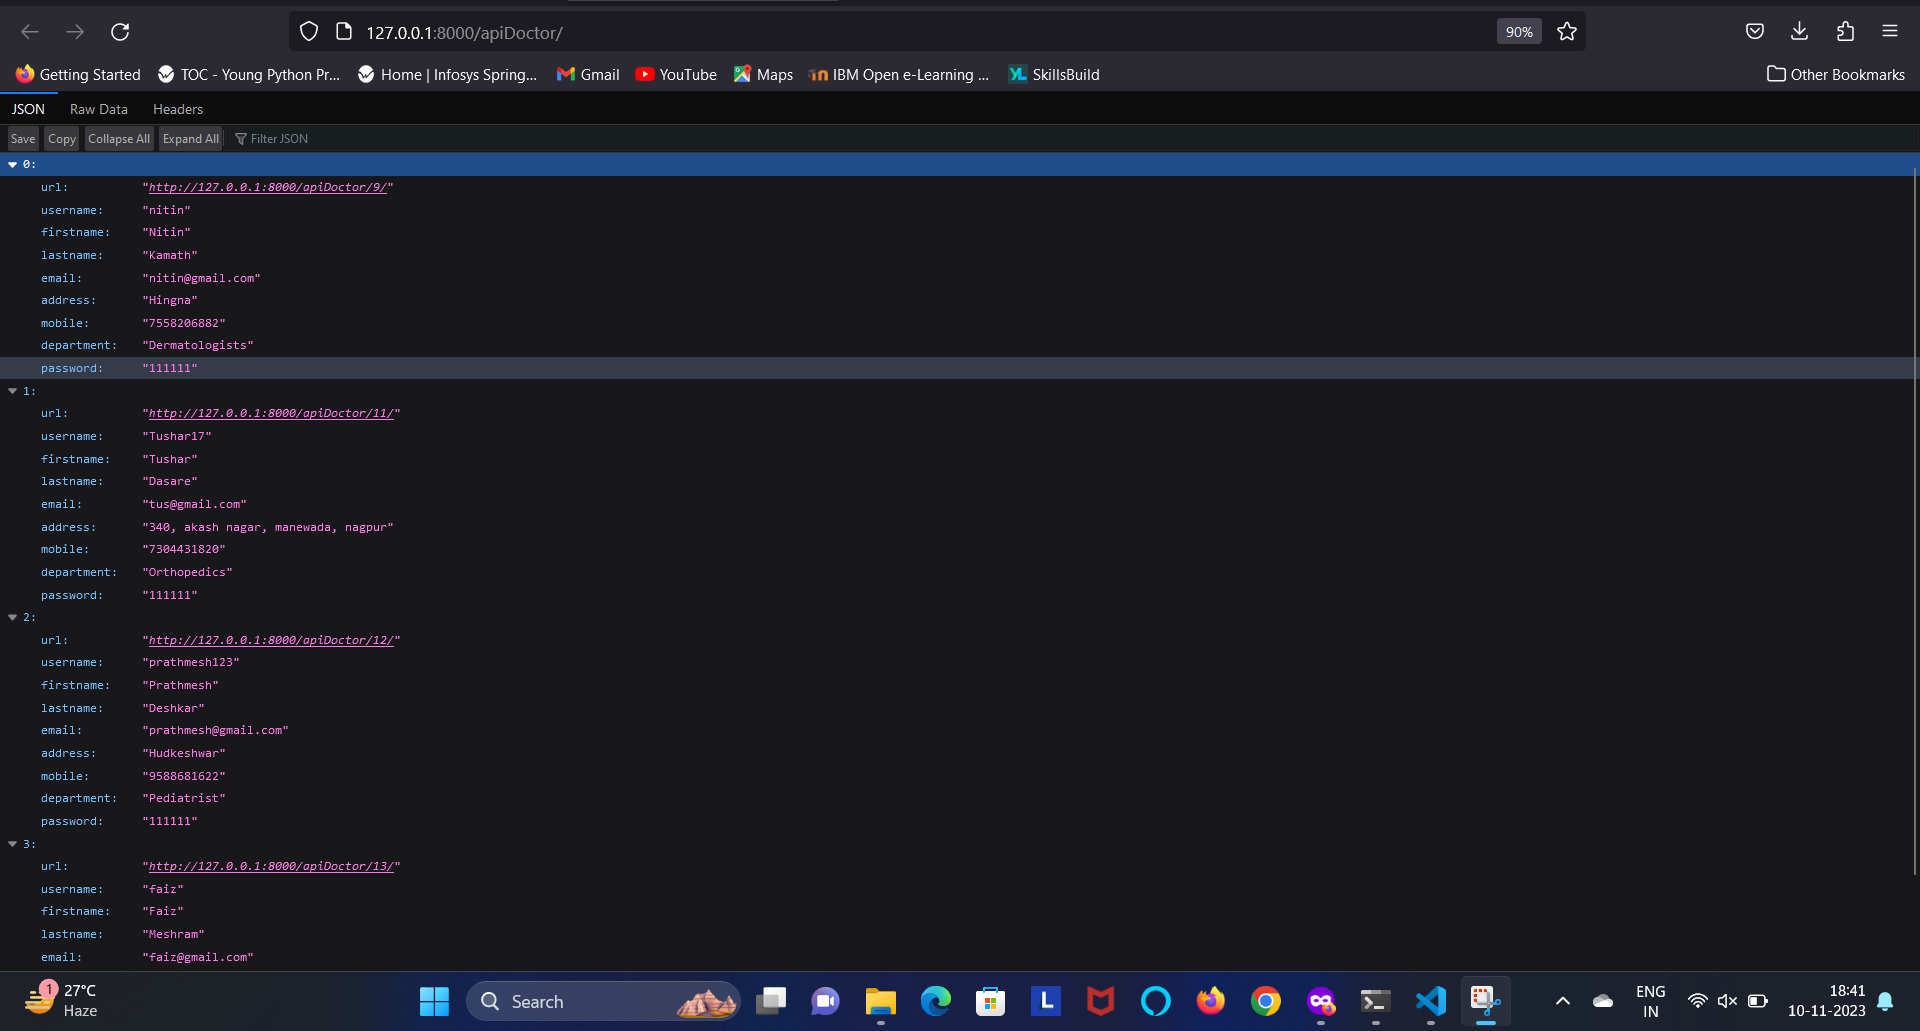 127.0.0.1:8000/apiDoctor/
90%
Getting Started
TOC - Young Python Pr...
Home | Infosys Spring...
Gmail
YouTube
Maps
IBM Open e-Learning ...
SkillsBuild
Other Bookmarks
JSON Raw Data Headers
Save Copy Collapse All Expand All Filter JSON
0:
url: "http://127.0.0.1:8000/apiDoctor/9/"
username: "nitin"
firstname: "Nitin"
lastname: "Kamath"
email: "nitin@gmail.com"
address: "Hingna"
mobile: "7558206882"
department: "Dermatologists"
password: "111111"
1:
url: "http://127.0.0.1:8000/apiDoctor/11/"
username: "Tushar17"
firstname: "Tushar"
lastname: "Dasare"
email: "tus@gmail.com"
address: "340, akash nagar, manewada, nagpur"
mobile: "7304431820"
department: "Orthopedics"
password: "111111"
2:
url: "http://127.0.0.1:8000/apiDoctor/12/"
username: "prathmesh123"
firstname: "Prathmesh"
lastname: "Deshkar"
email: "prathmesh@gmail.com"
address: "Hudkeshwar"
mobile: "9588681622"
department: "Pediatrist"
password: "111111"
3:
url: "http://127.0.0.1:8000/apiDoctor/13/"
username: "faiz"
firstname: "Faiz"
lastname: "Meshram"
email: "faiz@gmail.com"
1
27°C
Haze
Search
L
ENG
IN
18:41
10-11-2023